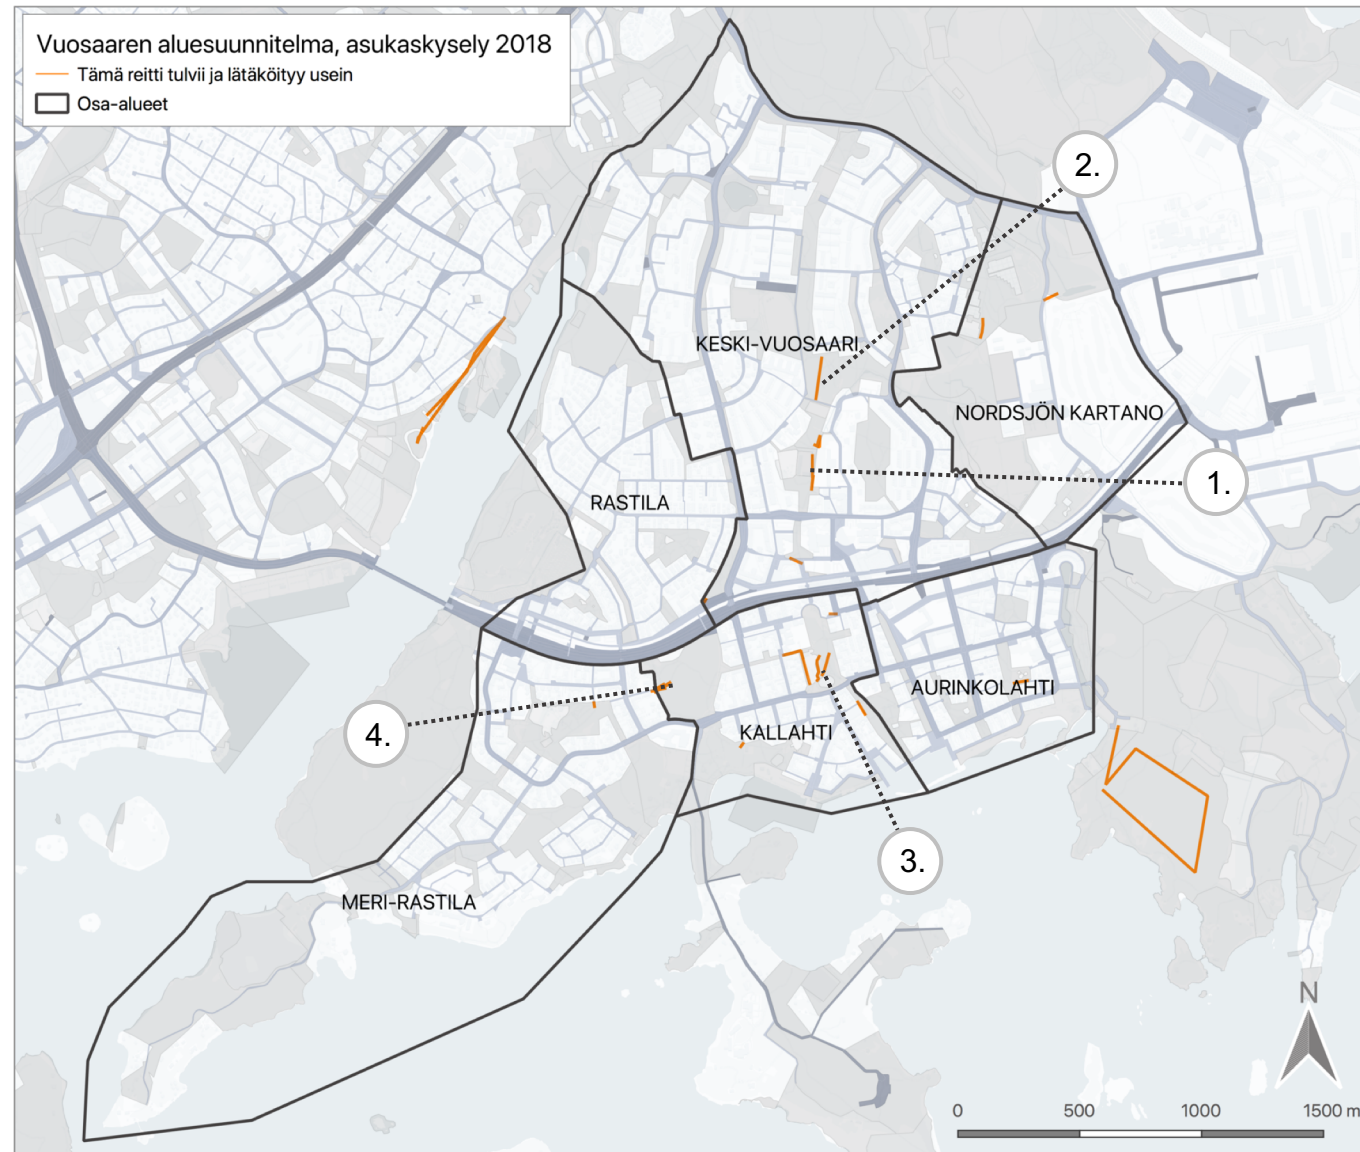 Vuosaaren aluesuunnitelma, asukaskysely 2018
Tämä reitti tulvii ja lätäköityy usein
Osa-alueet
2.
KESKI-VUOSAARI
NORDSJÖN KARTANO
1.
RASTILA
AURINKOLAHTI
4.
KALLAHTI
3.
MERI-RASTILA
N
0 500 1000 1500 m